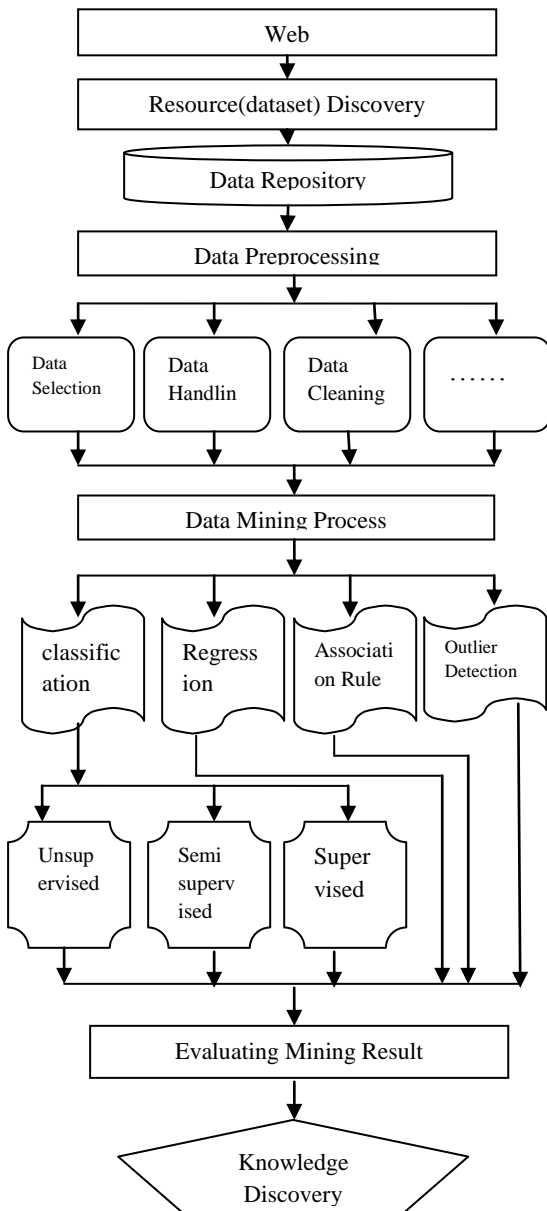 Web
Resource(dataset) Discovery
Data Repository
Data Preprocessing
Data
Selection
Data
Handlin
Data
Cleaning
......
Data Mining Process
classific
ation
Regress
ion
Associati
on Rule
Outlier
Detection
Unsup
ervised
Semi
superv
ised
Super
vised
Evaluating Mining Result
Knowledge
Discovery